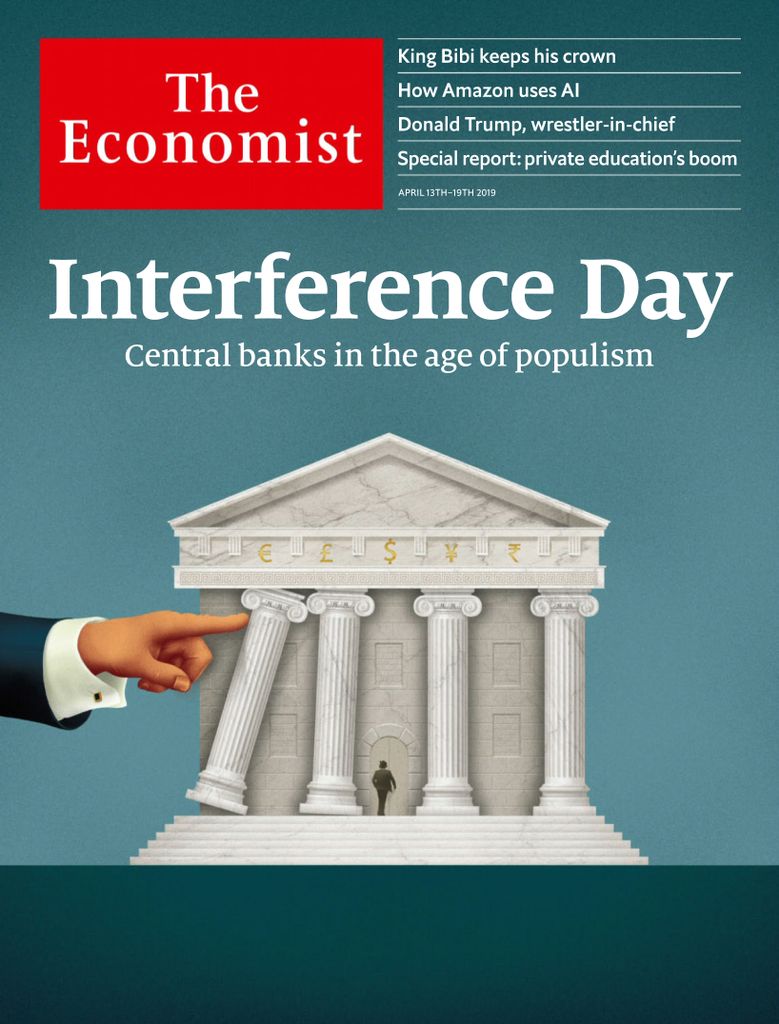 The
Economist
King Bibi keeps his crown
How Amazon uses AI
Donald Trump, wrestler-in-chief
Special report: private education's boom
APRIL 13TH–19TH 2019
Interference Day
Central banks in the age of populism
€ £ $ ¥ ₹